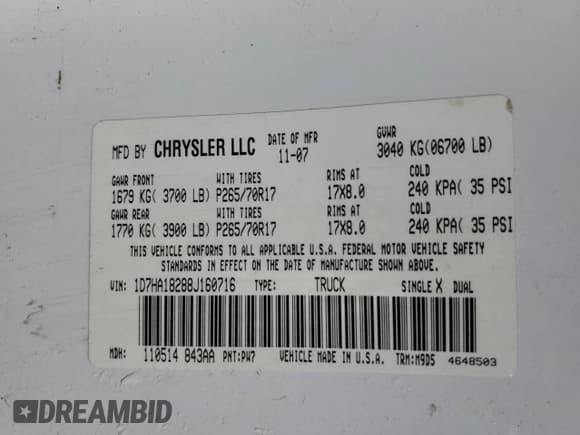 MFD BY CHRYSLER LLC DATE OF MFR 11-07 GVWR 3040 KG(06700 LB)
GAWR FRONT WITH TIRES RIMS AT COLD
1679 KG( 3700 LB) P265/70R17 17X8.0 240 KPA( 35 PSI
GAWR REAR WITH TIRES RIMS AT COLD
1770 KG( 3900 LB) P265/70R17 17X8.0 240 KPA( 35 PSI
THIS VEHICLE CONFORMS TO ALL APPLICABLE U.S.A. FEDERAL MOTOR VEHICLE SAFETY
STANDARDS IN EFFECT ON THE DATE OF MANUFACTURE SHOWN ABOVE.
VIN: 1D7HA18288J160716 TYPE: TRUCK SINGLE X DUAL
MDH: 110514 843AA PNT:PW7 VEHICLE MADE IN U.S.A. TRM:M9D5 4648503
DREAMBID